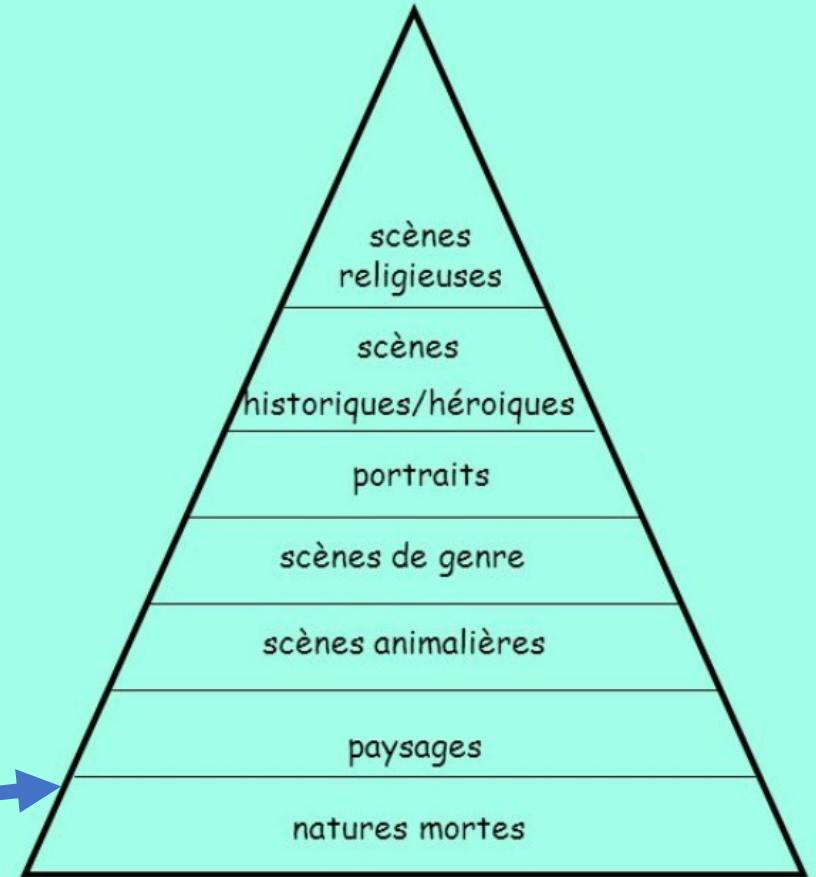 scènes
religieuses
scènes
historiques/héroiques
portraits
scènes de genre
scènes animalières
paysages
natures mortes